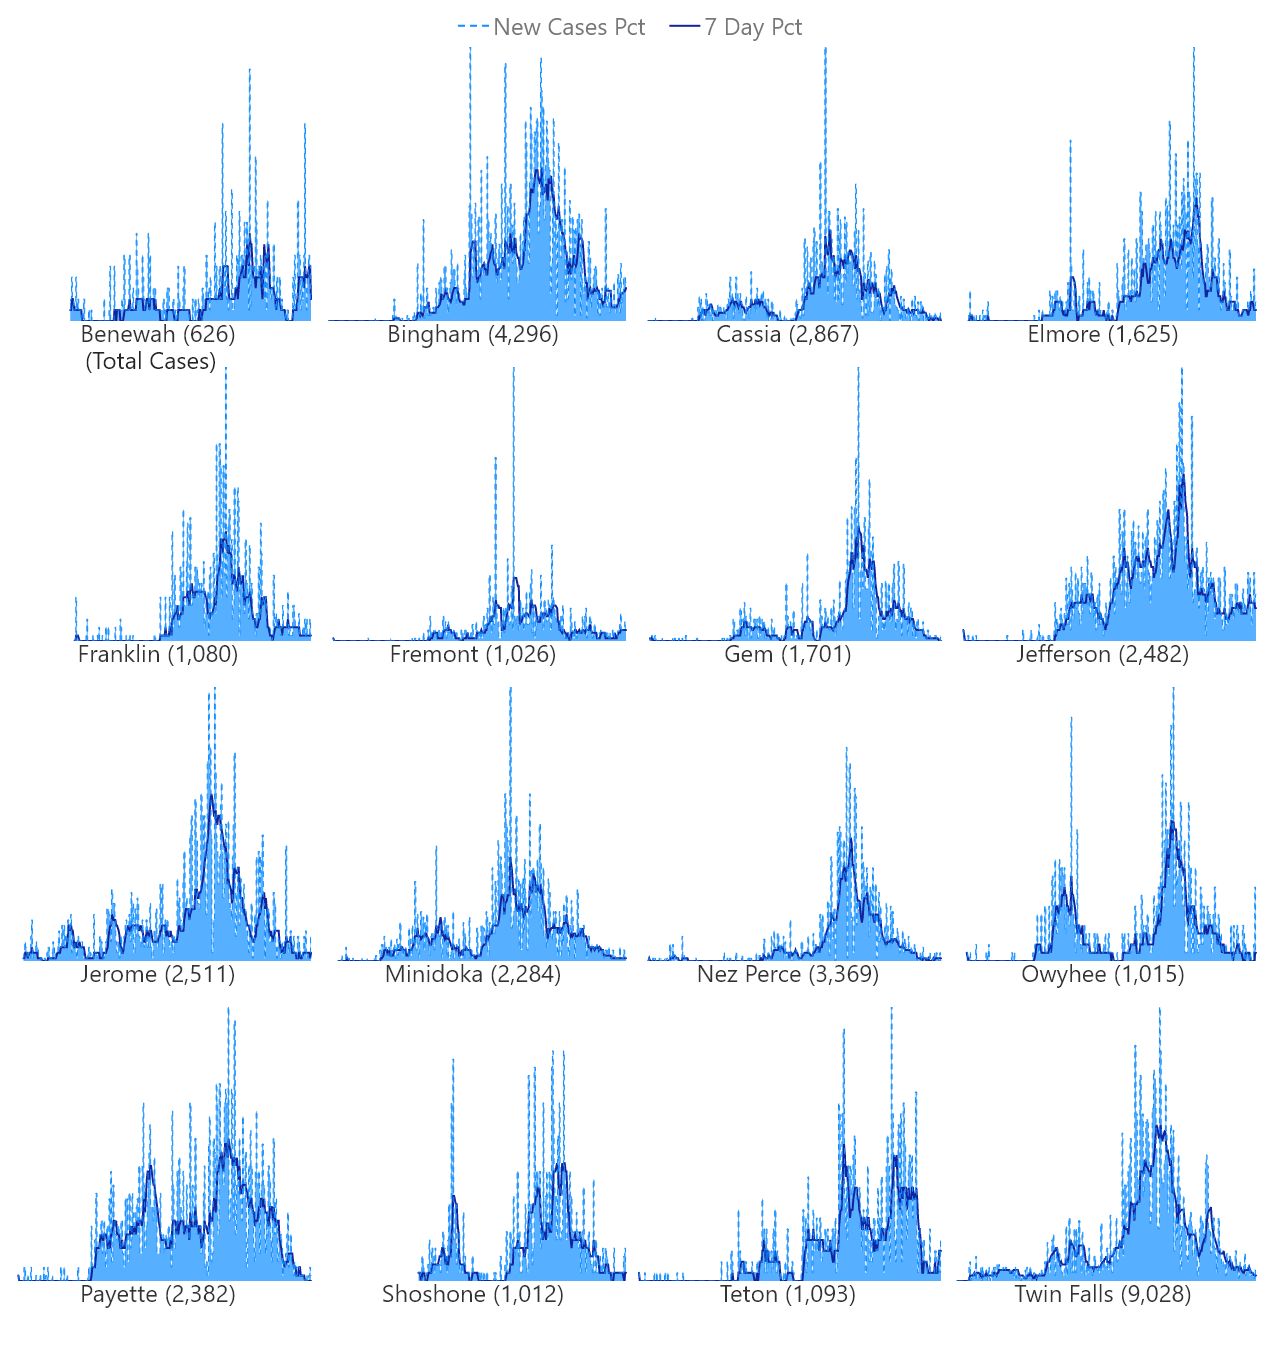 New Cases Pct 7 Day Pct
Benewah (626) Bingham (4,296) Cassia (2,867) Elmore (1,625)
(Total Cases)
Franklin (1,080) Fremont (1,026) Gem (1,701) Jefferson (2,482)
Jerome (2,511) Minidoka (2,284) Nez Perce (3,369) Owyhee (1,015)
Payette (2,382) Shoshone (1,012) Teton (1,093) Twin Falls (9,028)